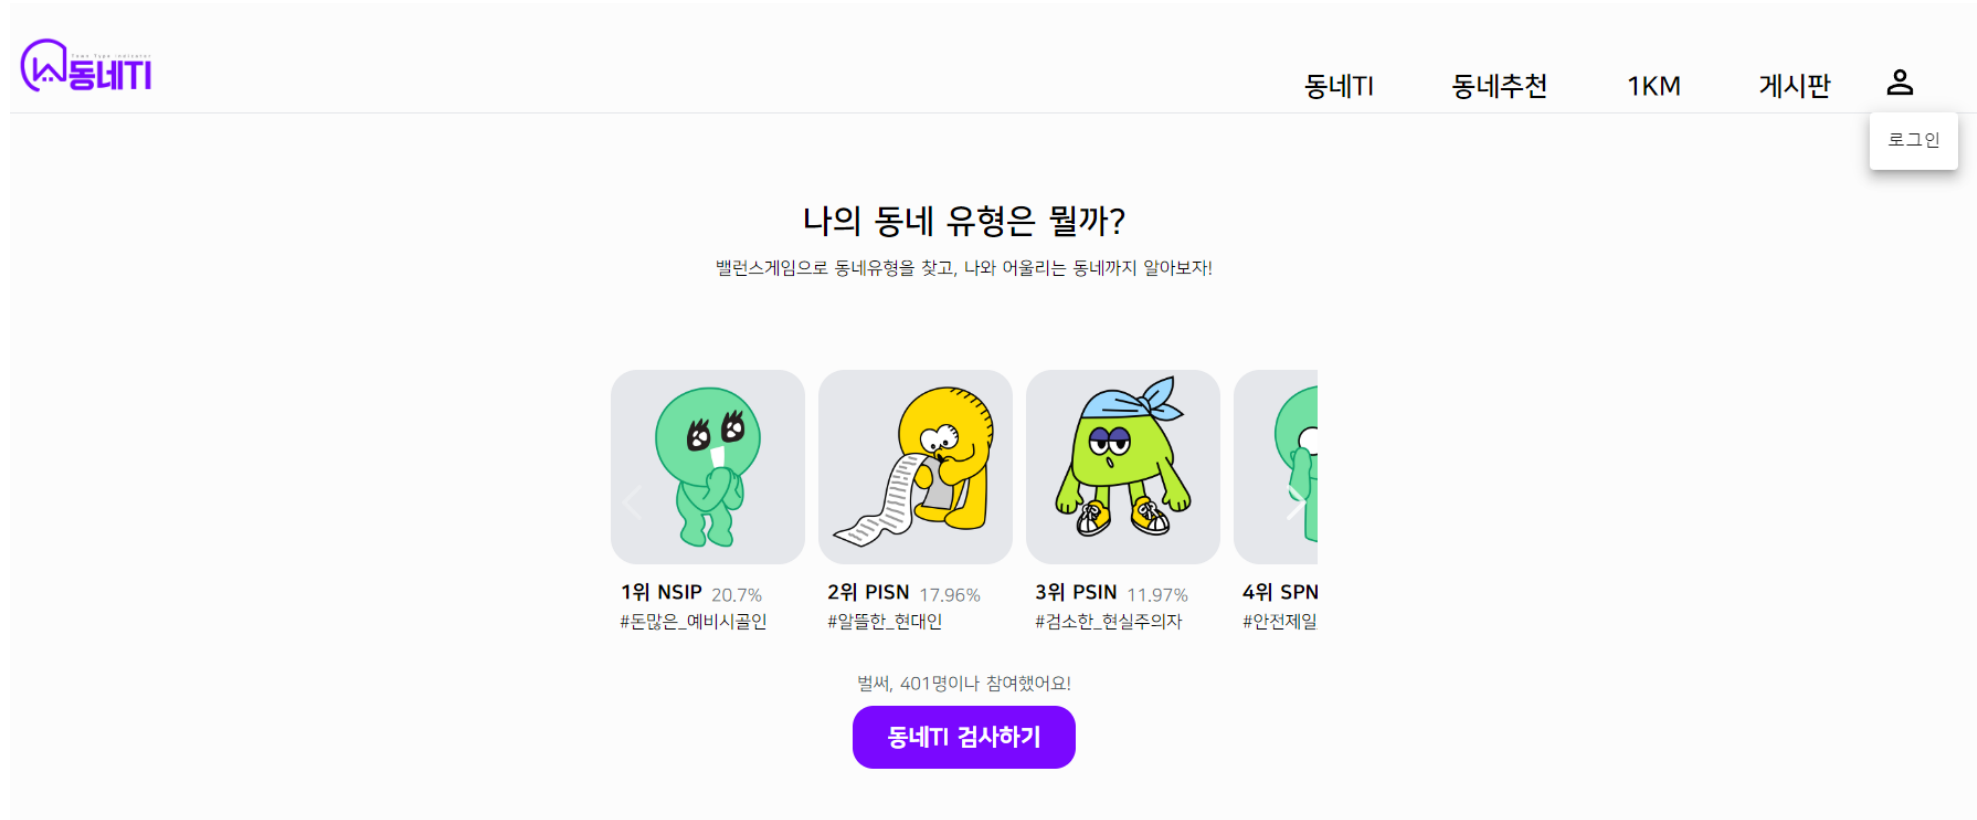 Town Type Indicator
동네TI
동네TI 동네추천 1KM 게시판
로그인
나의 동네 유형은 뭘까?
밸런스게임으로 동네유형을 찾고, 나와 어울리는 동네까지 알아보자!
1위 NSIP 20.7% 2위 PISN 17.96% 3위 PSIN 11.97% 4위 SPN
#돈많은_예비시골인 #알뜰한_현대인 #검소한_현실주의자 #안전제일
벌써, 401명이나 참여했어요!
동네TI 검사하기